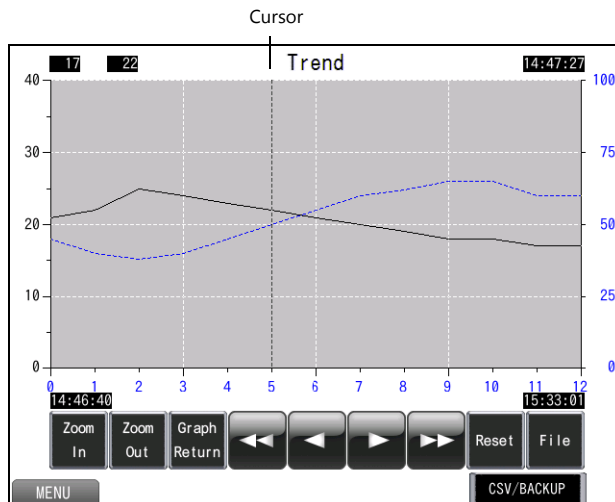 Cursor
17 22 Trend 14:47:27
40 100
30 75
20 50
10 25
0 0
0 1 2 3 4 5 6 7 8 9 10 11 12
14:46:40 15:33:01
Zoom Zoom Graph
In Out Return Reset File
MENU CSV/BACKUP